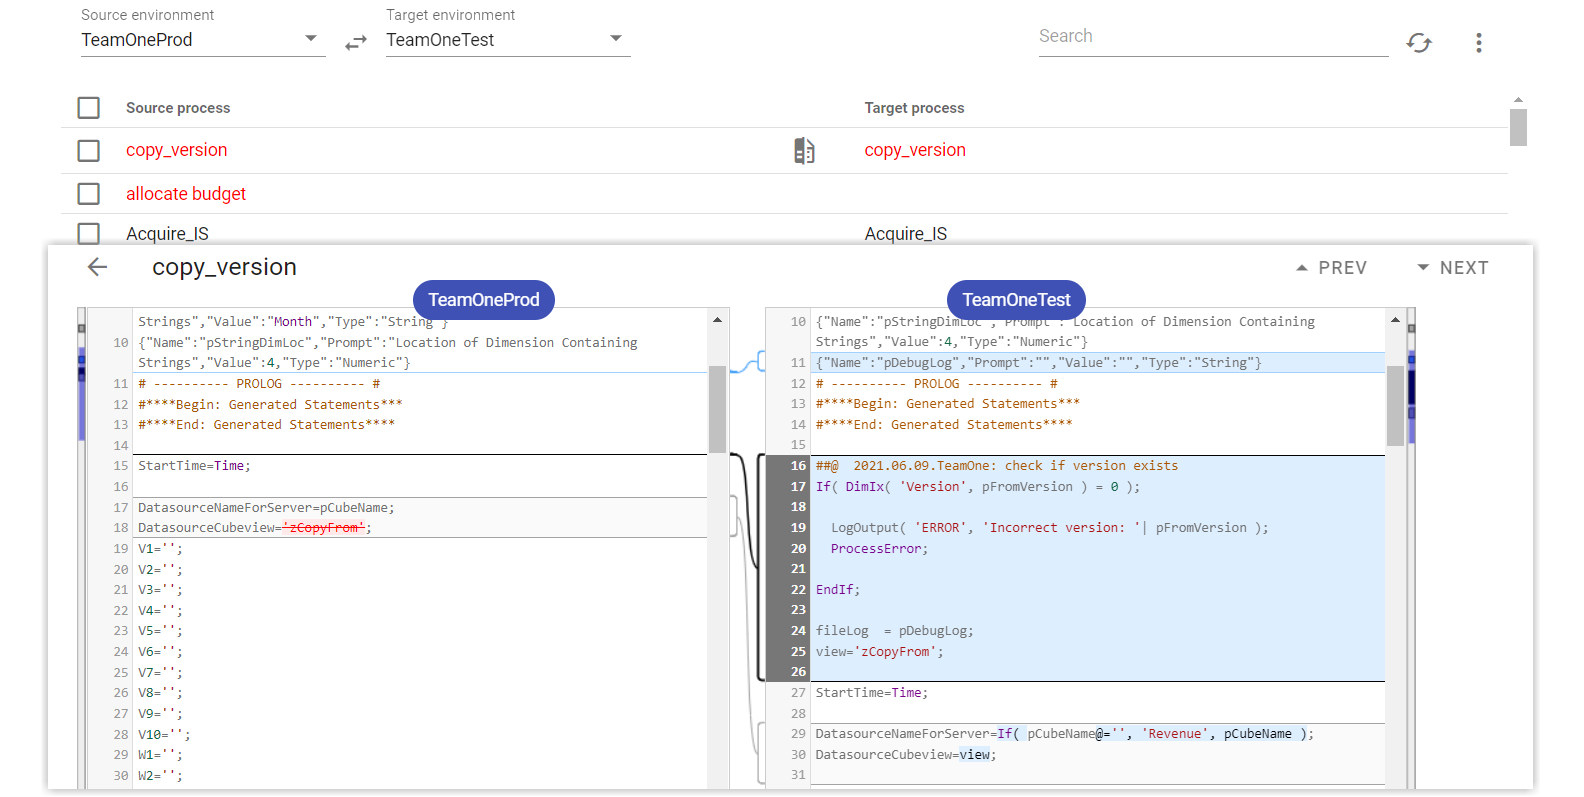 Source environment
Target environment
TeamOneProd
TeamOneTest
Search
Source process
Target process
copy_version
copy_version
allocate budget
Acquire_IS
Acquire_IS
copy_version
PREV
NEXT
TeamOneProd
Strings","Value":"Month","Type":"String"}
10 {"Name":"pStringDimLoc","Prompt":"Location of Dimension Containing
Strings","Value":4,"Type":"Numeric"}
11 # ---------- PROLOG ---------- #
12 #****Begin: Generated Statements***
13 #****End: Generated Statements****
14
15 StartTime=Time;
16
17 DatasourceNameForServer=pCubeName;
18 DatasourceCubeview='zCopyFrom';
19 V1='';
20 V2='';
21 V3='';
22 V4='';
23 V5='';
24 V6='';
25 V7='';
26 V8='';
27 V9='';
28 V10='';
29 W1='';
30 W2='';
TeamOneTest
10 {"Name":"pStringDimLoc","Prompt":"Location of Dimension Containing
Strings","Value":4,"Type":"Numeric"}
11 {"Name":"pDebugLog","Prompt":"","Value":"","Type":"String"}
12 # ---------- PROLOG ---------- #
13 #****Begin: Generated Statements***
14 #****End: Generated Statements****
15
16 ##@  2021.06.09.TeamOne: check if version exists
17 If( DimIx( 'Version', pFromVersion ) = 0 );
18
19 LogOutput( 'ERROR', 'Incorrect version: '| pFromVersion );
20 ProcessError;
21
22 EndIf;
23
24 fileLog  = pDebugLog;
25 view='zCopyFrom';
26
27 StartTime=Time;
28
29 DatasourceNameForServer=If( pCubeName@='', 'Revenue', pCubeName );
30 DatasourceCubeview=view;
31